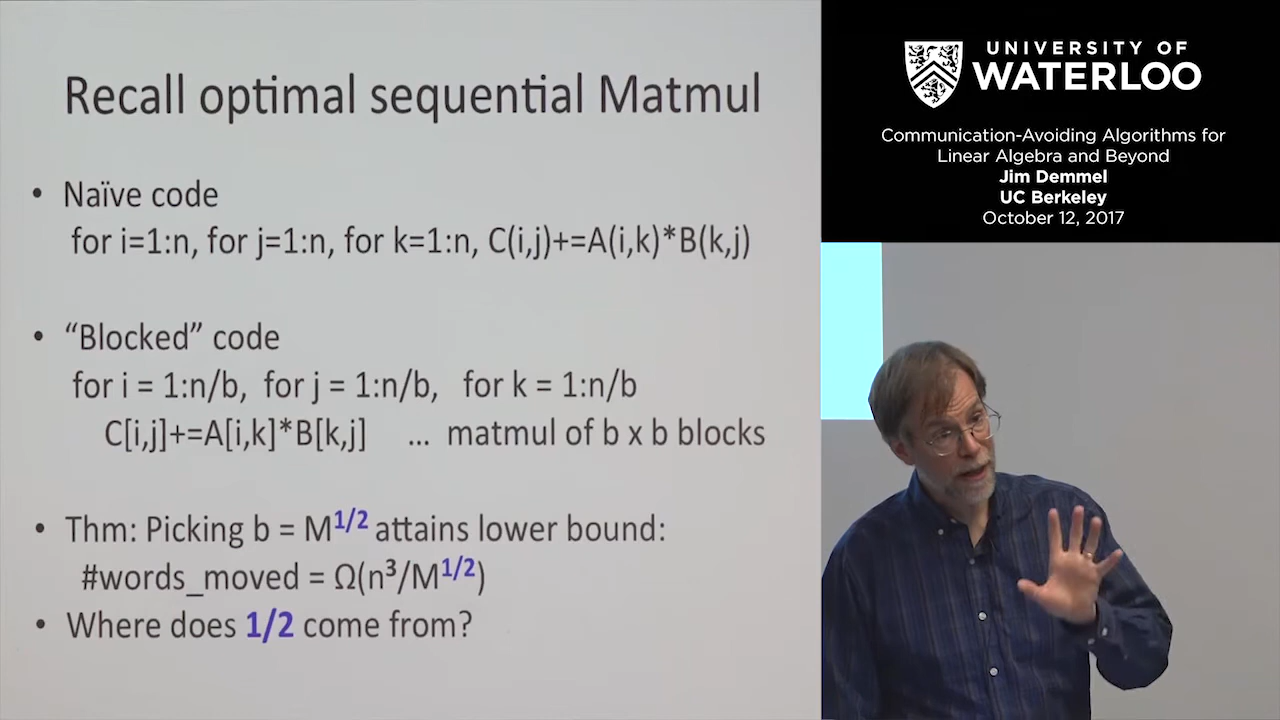 Recall optimal sequential Matmul
• Naïve code
for i=1:n, for j=1:n, for k=1:n, C(i,j)+=A(i,k)*B(k,j)
• “Blocked” code
for i = 1:n/b, for j = 1:n/b, for k = 1:n/b
C[i,j]+=A[i,k]*B[k,j] ... matmul of b x b blocks
• Thm: Picking b = M^1/2 attains lower bound:
#words_moved = Ω(n³/M^1/2)
• Where does 1/2 come from?
UNIVERSITY OF
WATERLOO
Communication-Avoiding Algorithms for
Linear Algebra and Beyond
Jim Demmel
UC Berkeley
October 12, 2017